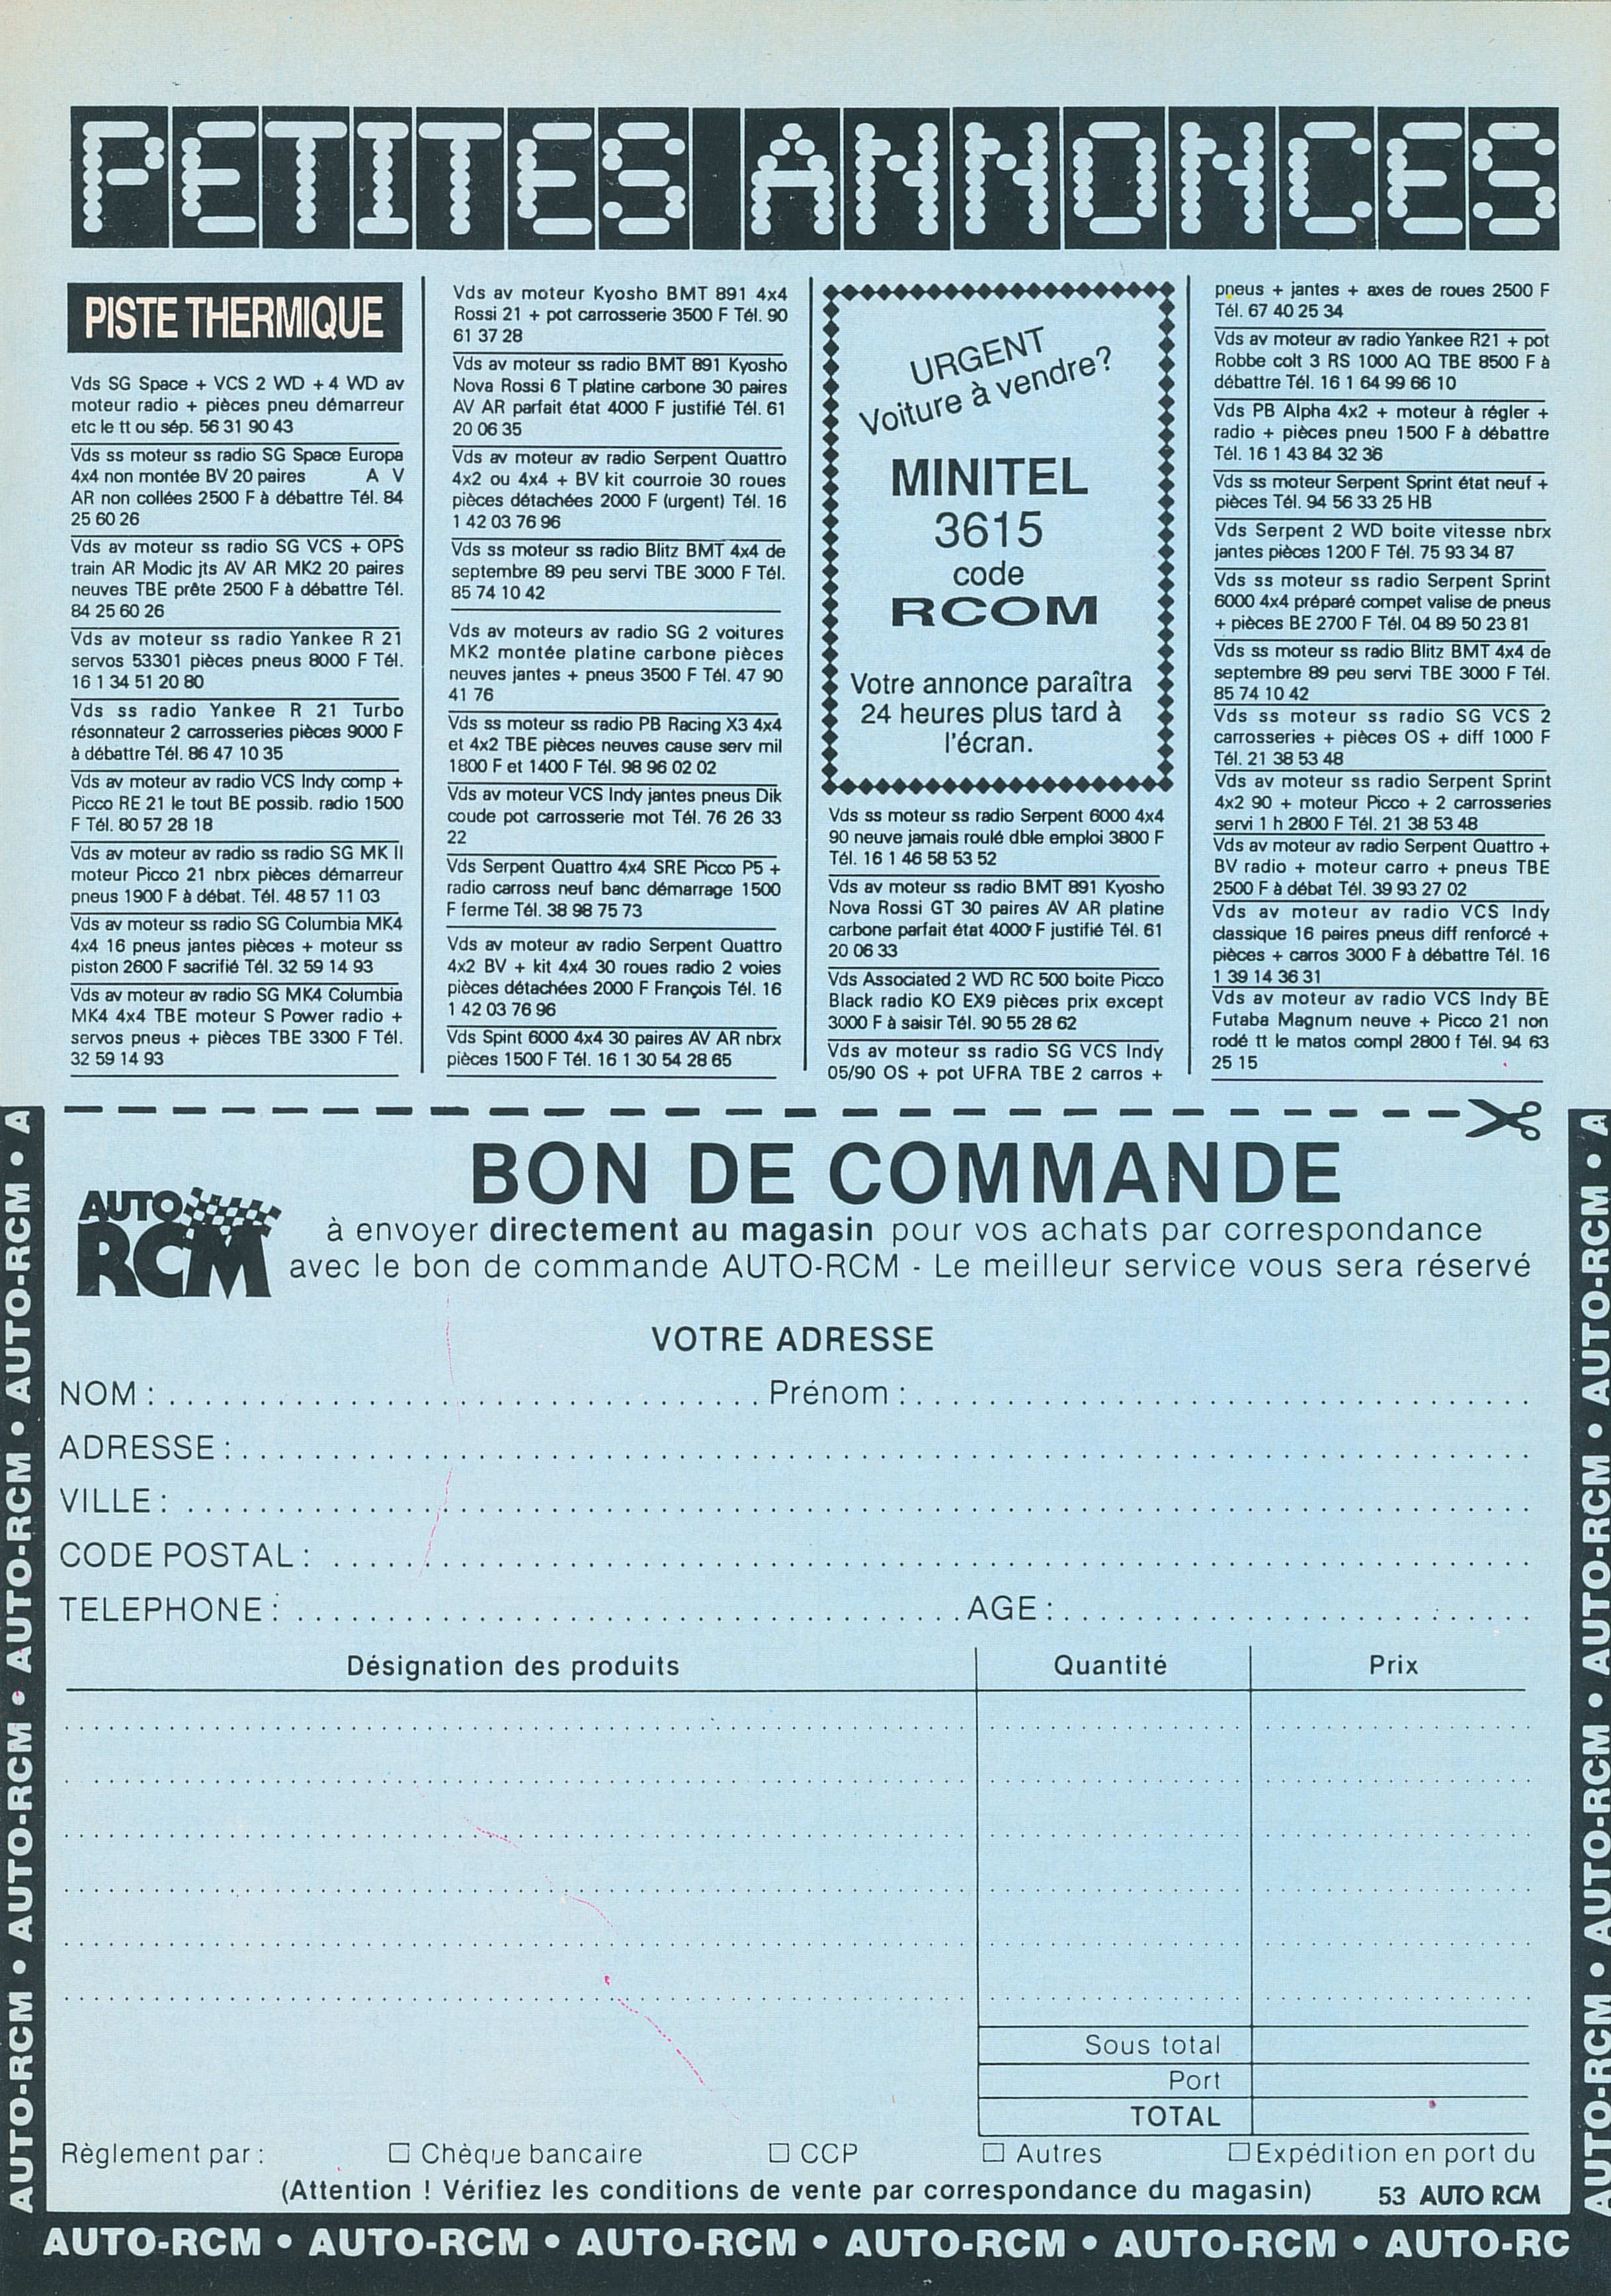 PETITES ANNONCES
PISTE THERMIQUE
Vds SG Space + VCS 2 WD + 4 WD av
moteur radio + pièces pneu démarreur
etc le tt ou sép. 56 31 90 43
Vds ss moteur ss radio SG Space Europa
4x4 non montée BV 20 paires A V
AR non collées 2500 F à débattre Tél. 84
25 60 26
Vds av moteur ss radio SG VCS + OPS
train AR Modic jts AV AR MK2 20 paires
neuves TBE prête 2500 F à débattre Tél.
84 25 60 26
Vds av moteur ss radio Yankee R 21
servos 53301 pièces pneus 8000 F Tél.
16 1 34 51 20 80
Vds ss radio Yankee R 21 Turbo
résonnateur 2 carrosseries pièces 9000 F
à débattre Tél. 86 47 10 35
Vds av moteur av radio VCS Indy comp +
Picco RE 21 le tout BE possib. radio 1500
F Tél. 80 57 28 18
Vds av moteur av radio ss radio SG MK II
moteur Picco 21 nbrx pièces démarreur
pneus 1900 F à débat. Tél. 48 57 11 03
Vds av moteur ss radio SG Columbia MK4
4x4 16 pneus jantes pièces + moteur ss
piston 2600 F sacrifié Tél. 32 59 14 93
Vds av moteur av radio SG MK4 Columbia
MK4 4x4 TBE moteur S Power radio +
servos pneus + pièces TBE 3300 F Tél.
32 59 14 93
Vds av moteur Kyosho BMT 891 4x4
Rossi 21 + pot carrosserie 3500 F Tél. 90
61 37 28
Vds av moteur ss radio BMT 891 Kyosho
Nova Rossi 6 T platine carbone 30 paires
AV AR parfait état 4000 F justifié Tél. 61
20 06 35
Vds av moteur av radio Serpent Quattro
4x2 ou 4x4 + BV kit courroie 30 roues
pièces détachées 2000 F (urgent) Tél. 16
1 42 03 76 96
Vds ss moteur ss radio Blitz BMT 4x4 de
septembre 89 peu servi TBE 3000 F Tél.
85 74 10 42
Vds av moteurs av radio SG 2 voitures
MK2 montée platine carbone pièces
neuves jantes + pneus 3500 F Tél. 47 90
41 76
Vds ss moteur ss radio PB Racing X3 4x4
et 4x2 TBE pièces neuves cause serv mil
1800 F et 1400 F Tél. 98 96 02 02
Vds av moteur VCS Indy jantes pneus Dik
coude pot carrosserie mot Tél. 76 26 33
22
Vds Serpent Quattro 4x4 SRE Picco P5 +
radio carross neuf banc démarrage 1500
F ferme Tél. 38 98 75 73
Vds av moteur av radio Serpent Quattro
4x2 BV + kit 4x4 30 roues radio 2 voies
pièces détachées 2000 F François Tél. 16
1 42 03 76 96
Vds Spint 6000 4x4 30 paires AV AR nbrx
pièces 1500 F Tél. 16 1 30 54 28 65
URGENT
Voiture à vendre?
MINITEL
3615
code
RCOM
Votre annonce paraîtra
24 heures plus tard à
l'écran.
Vds ss moteur ss radio Serpent 6000 4x4
90 neuve jamais roulé dble emploi 3800 F
Tél. 16 1 46 58 53 52
Vds av moteur ss radio BMT 891 Kyosho
Nova Rossi GT 30 paires AV AR platine
carbone parfait état 4000 F justifié Tél. 61
20 06 33
Vds Associated 2 WD RC 500 boite Picco
Black radio KO EX9 pièces prix except
3000 F à saisir Tél. 90 55 28 62
Vds av moteur ss radio SG VCS Indy
05/90 OS + pot UFRA TBE 2 carros +
pneus + jantes + axes de roues 2500 F
Tél. 67 40 25 34
Vds av moteur av radio Yankee R21 + pot
Robbe colt 3 RS 1000 AQ TBE 8500 F à
débattre Tél. 16 1 64 99 66 10
Vds PB Alpha 4x2 + moteur à régler +
radio + pièces pneu 1500 F à débattre
Tél. 16 1 43 84 32 36
Vds ss moteur Serpent Sprint état neuf +
pièces Tél. 94 56 33 25 HB
Vds Serpent 2 WD boite vitesse nbrx
jantes pièces 1200 F Tél. 75 93 34 87
Vds ss moteur ss radio Serpent Sprint
6000 4x4 préparé compet valise de pneus
+ pièces BE 2700 F Tél. 04 89 50 23 81
Vds ss moteur ss radio Blitz BMT 4x4 de
septembre 89 peu servi TBE 3000 F Tél.
85 74 10 42
Vds ss moteur ss radio SG VCS 2
carrosseries + pièces OS + diff 1000 F
Tél. 21 38 53 48
Vds av moteur ss radio Serpent Sprint
4x2 90 + moteur Picco + 2 carrosseries
servi 1 h 2800 F Tél. 21 38 53 48
Vds av moteur av radio Serpent Quattro +
BV radio + moteur carro + pneus TBE
2500 F à débat Tél. 39 93 27 02
Vds av moteur av radio VCS Indy
classique 16 paires pneus diff renforcé +
pièces + carros 3000 F à débattre Tél. 16
1 39 14 36 31
Vds av moteur av radio VCS Indy BE
Futaba Magnum neuve + Picco 21 non
rodé tt le matos compl 2800 f Tél. 94 63
25 15
AUTO RCM
BON DE COMMANDE
à envoyer directement au magasin pour vos achats par correspondance
avec le bon de commande AUTO-RCM - Le meilleur service vous sera réservé
VOTRE ADRESSE
NOM : Prénom :
ADRESSE :
VILLE :
CODE POSTAL :
TELEPHONE : AGE :
Désignation des produits Quantité Prix
Sous total
Port
TOTAL
Règlement par : □ Chèque bancaire □ CCP □ Autres □ Expédition en port du
(Attention ! Vérifiez les conditions de vente par correspondance du magasin) 53 AUTO RCM
AUTO-RCM • AUTO-RCM • AUTO-RCM • AUTO-RCM • A
AUTO-RCM • AUTO-RCM • AUTO-RCM • AUTO-RCM • A
AUTO-RCM • AUTO-RCM • AUTO-RCM • AUTO-RCM • AUTO-RCM • AUTO-RC